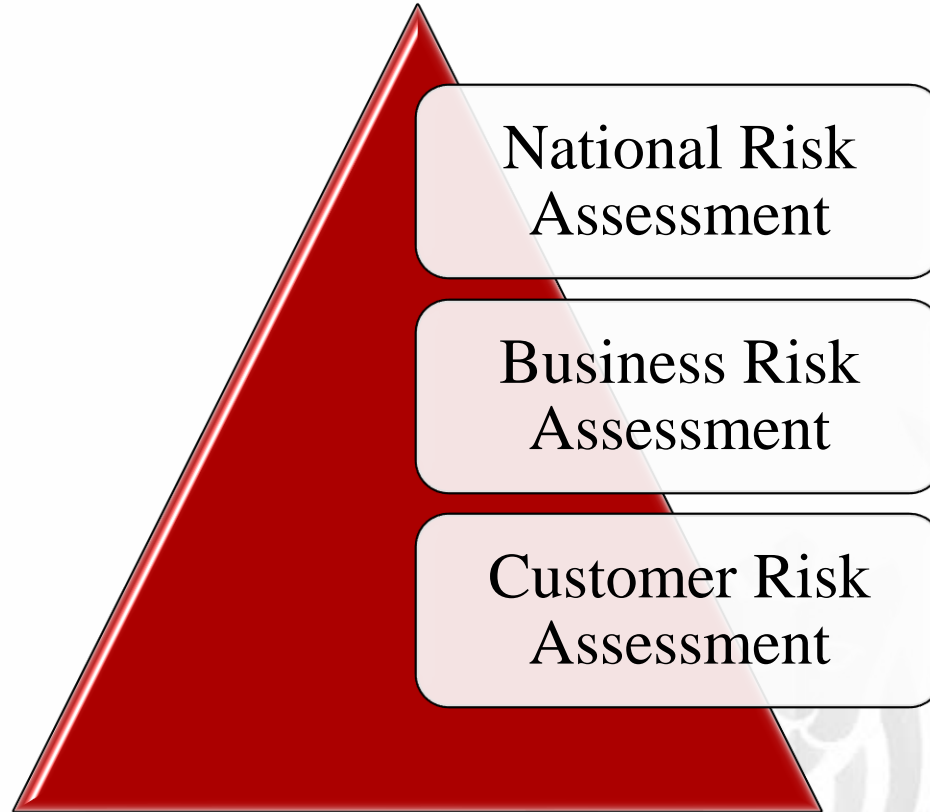 National Risk
Assessment
Business Risk
Assessment
Customer Risk
Assessment